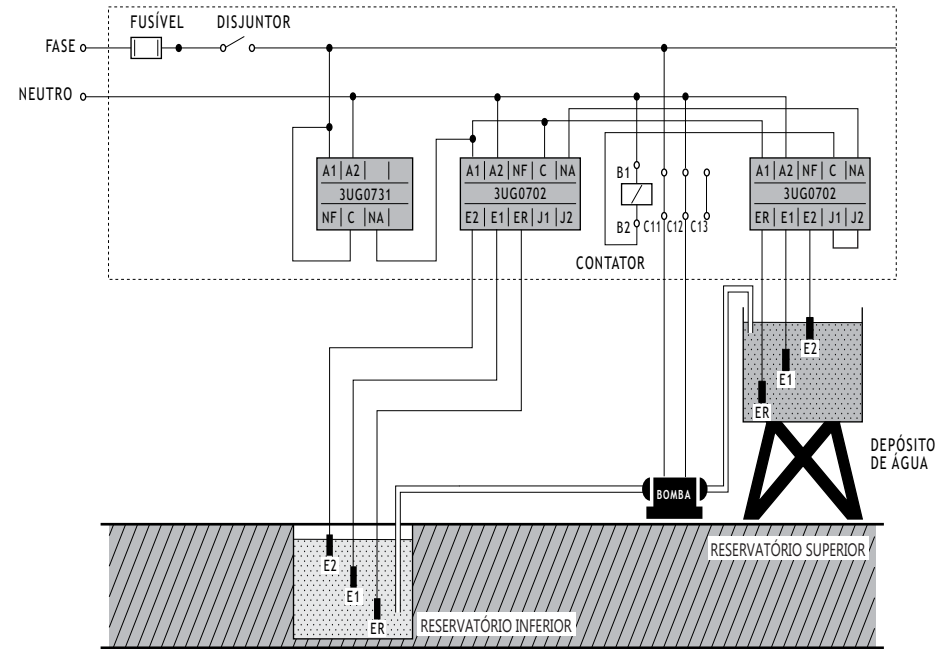 FUSÍVEL DISJUNTOR
FASE
NEUTRO
A1 A2
3UG0731
NF C NA
A1 A2 NF C NA
3UG0702
E2 E1 ER J1 J2
B1
B2 C11 C12 C13
CONTATOR
A1 A2 NF C NA
3UG0702
ER E1 E2 J1 J2
E2
E1
ER
DEPÓSITO
DE ÁGUA
BOMBA
RESERVATÓRIO SUPERIOR
E2
E1
ER
RESERVATÓRIO INFERIOR